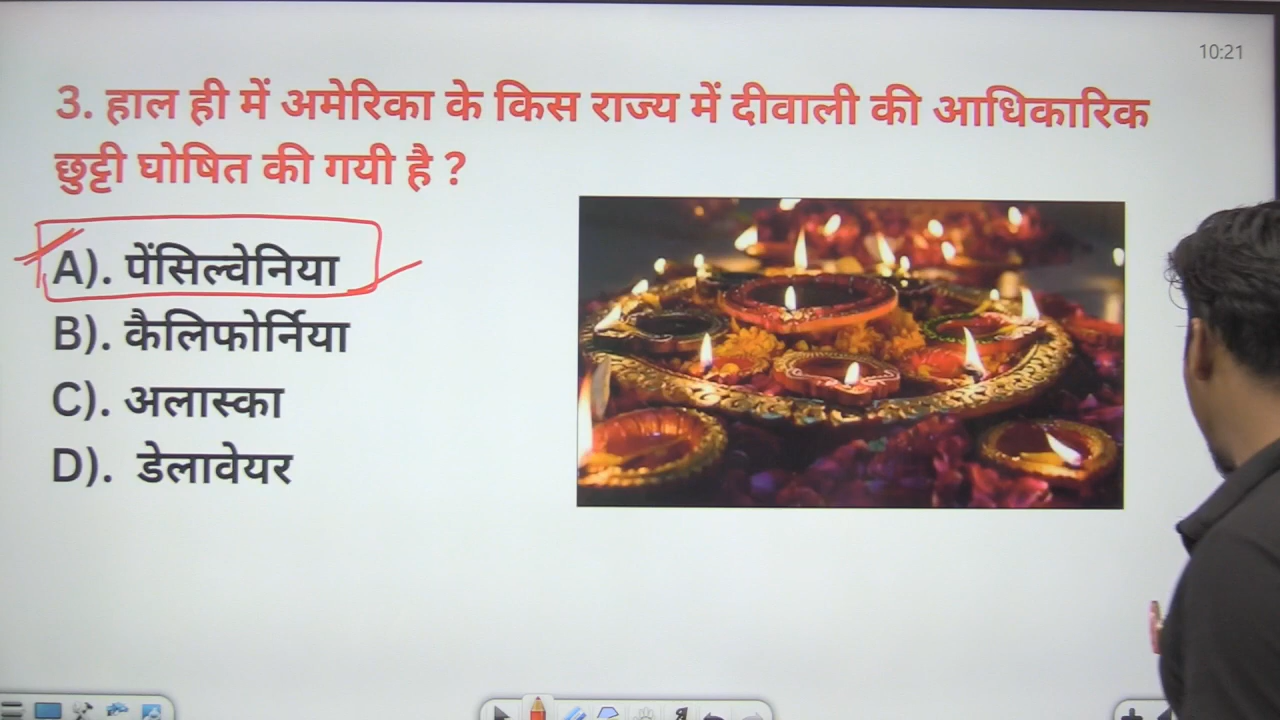 10:21
3. हाल ही में अमेरिका के किस राज्य में दीवाली की आधिकारिक
छुट्टी घोषित की गयी है ?
A). पेंसिल्वेनिया
B). कैलिफोर्निया
C). अलास्का
D). डेलावेयर